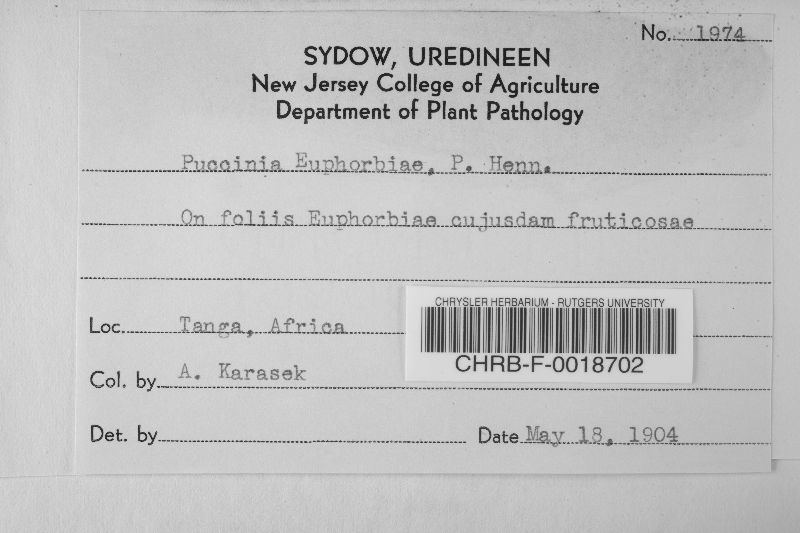 No. 1974
SYDOW, UREDINEEN
New Jersey College of Agriculture
Department of Plant Pathology
Puccinia Euphorbiae, P. Henn.
On foliis Euphorbiae cujusdam fruticosae
Loc. Tanga, Africa
CHRYSLER HERBARIUM - RUTGERS UNIVERSITY
CHRB-F-0018702
Col. by A. Karasek
Det. by
Date May 18, 1904